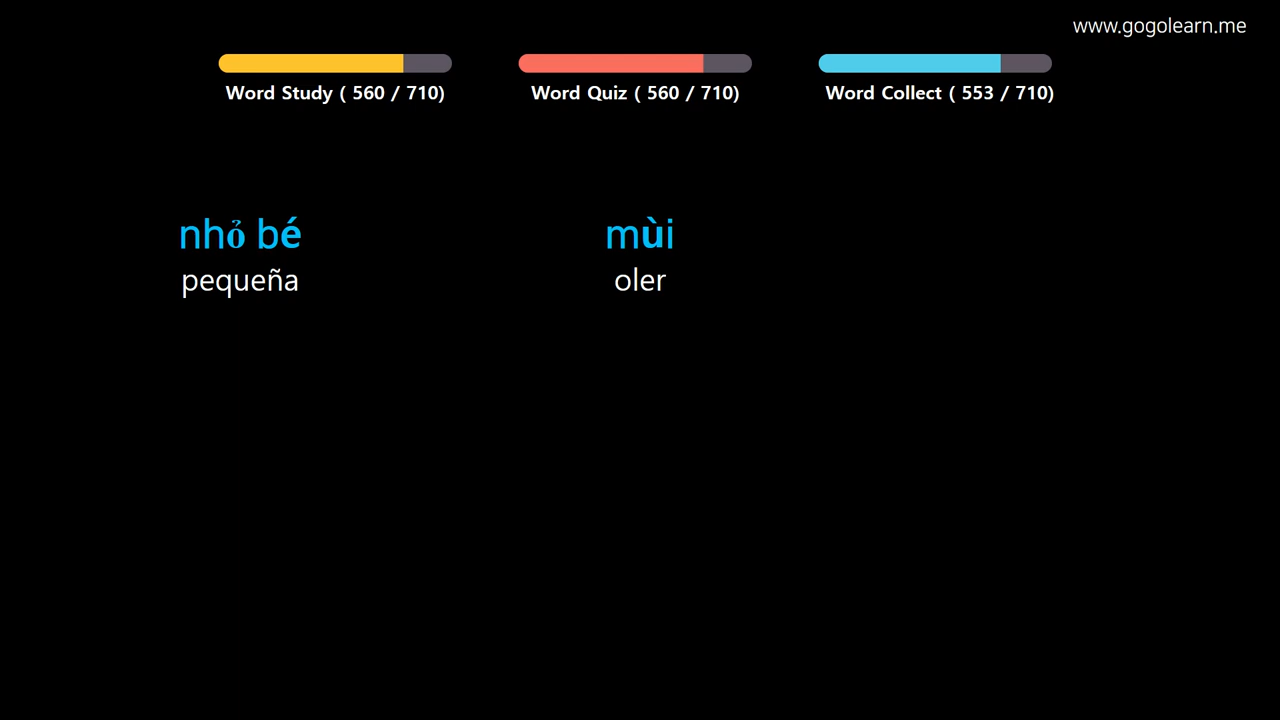 www.gogolearn.me
Word Study ( 560 / 710)
Word Quiz ( 560 / 710)
Word Collect ( 553 / 710)
nhỏ bé
pequeña
mùi
oler